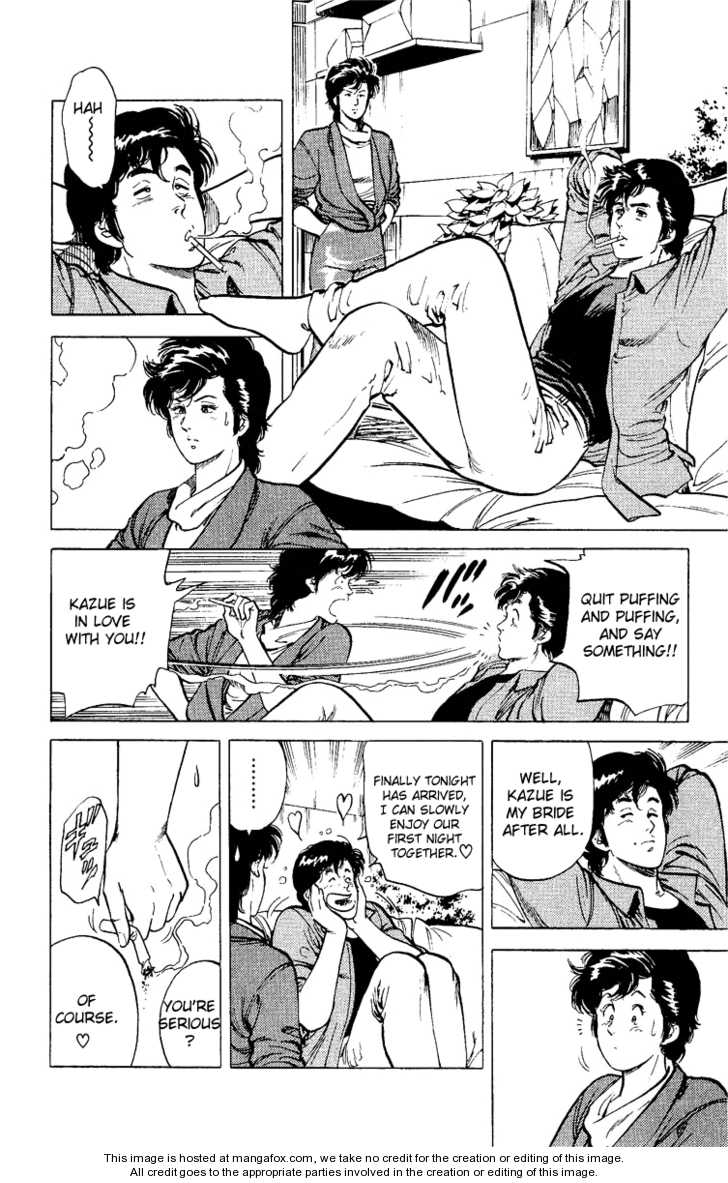 HAH
QUIT PUFFING
AND PUFFING,
AND SAY
SOMETHING!!
KAZUE IS
IN LOVE
WITH YOU!!
WELL,
KAZUE IS
MY BRIDE
AFTER ALL.
FINALLY TONIGHT
HAS ARRIVED,
I CAN SLOWLY
ENJOY OUR
FIRST NIGHT
TOGETHER.♡
.........
YOU'RE
SERIOUS
?
OF
COURSE.
♡
This image is hosted at mangafox.com, we take no credit for the creation or editing of this image.
All credit goes to the appropriate parties involved in the creation or editing of this image.